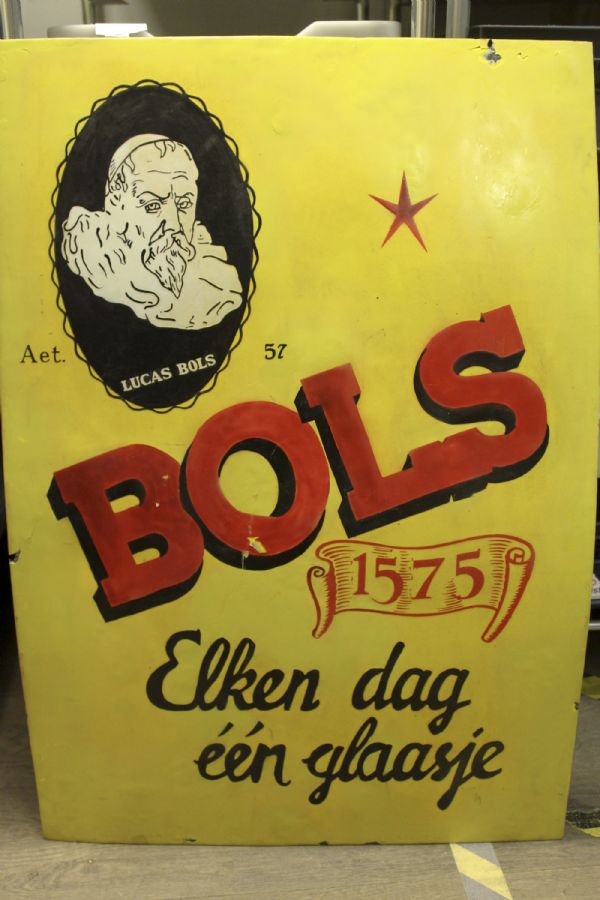 Aet. 57
LUCAS BOLS
BOLS
1575
Elken dag
één glaasje